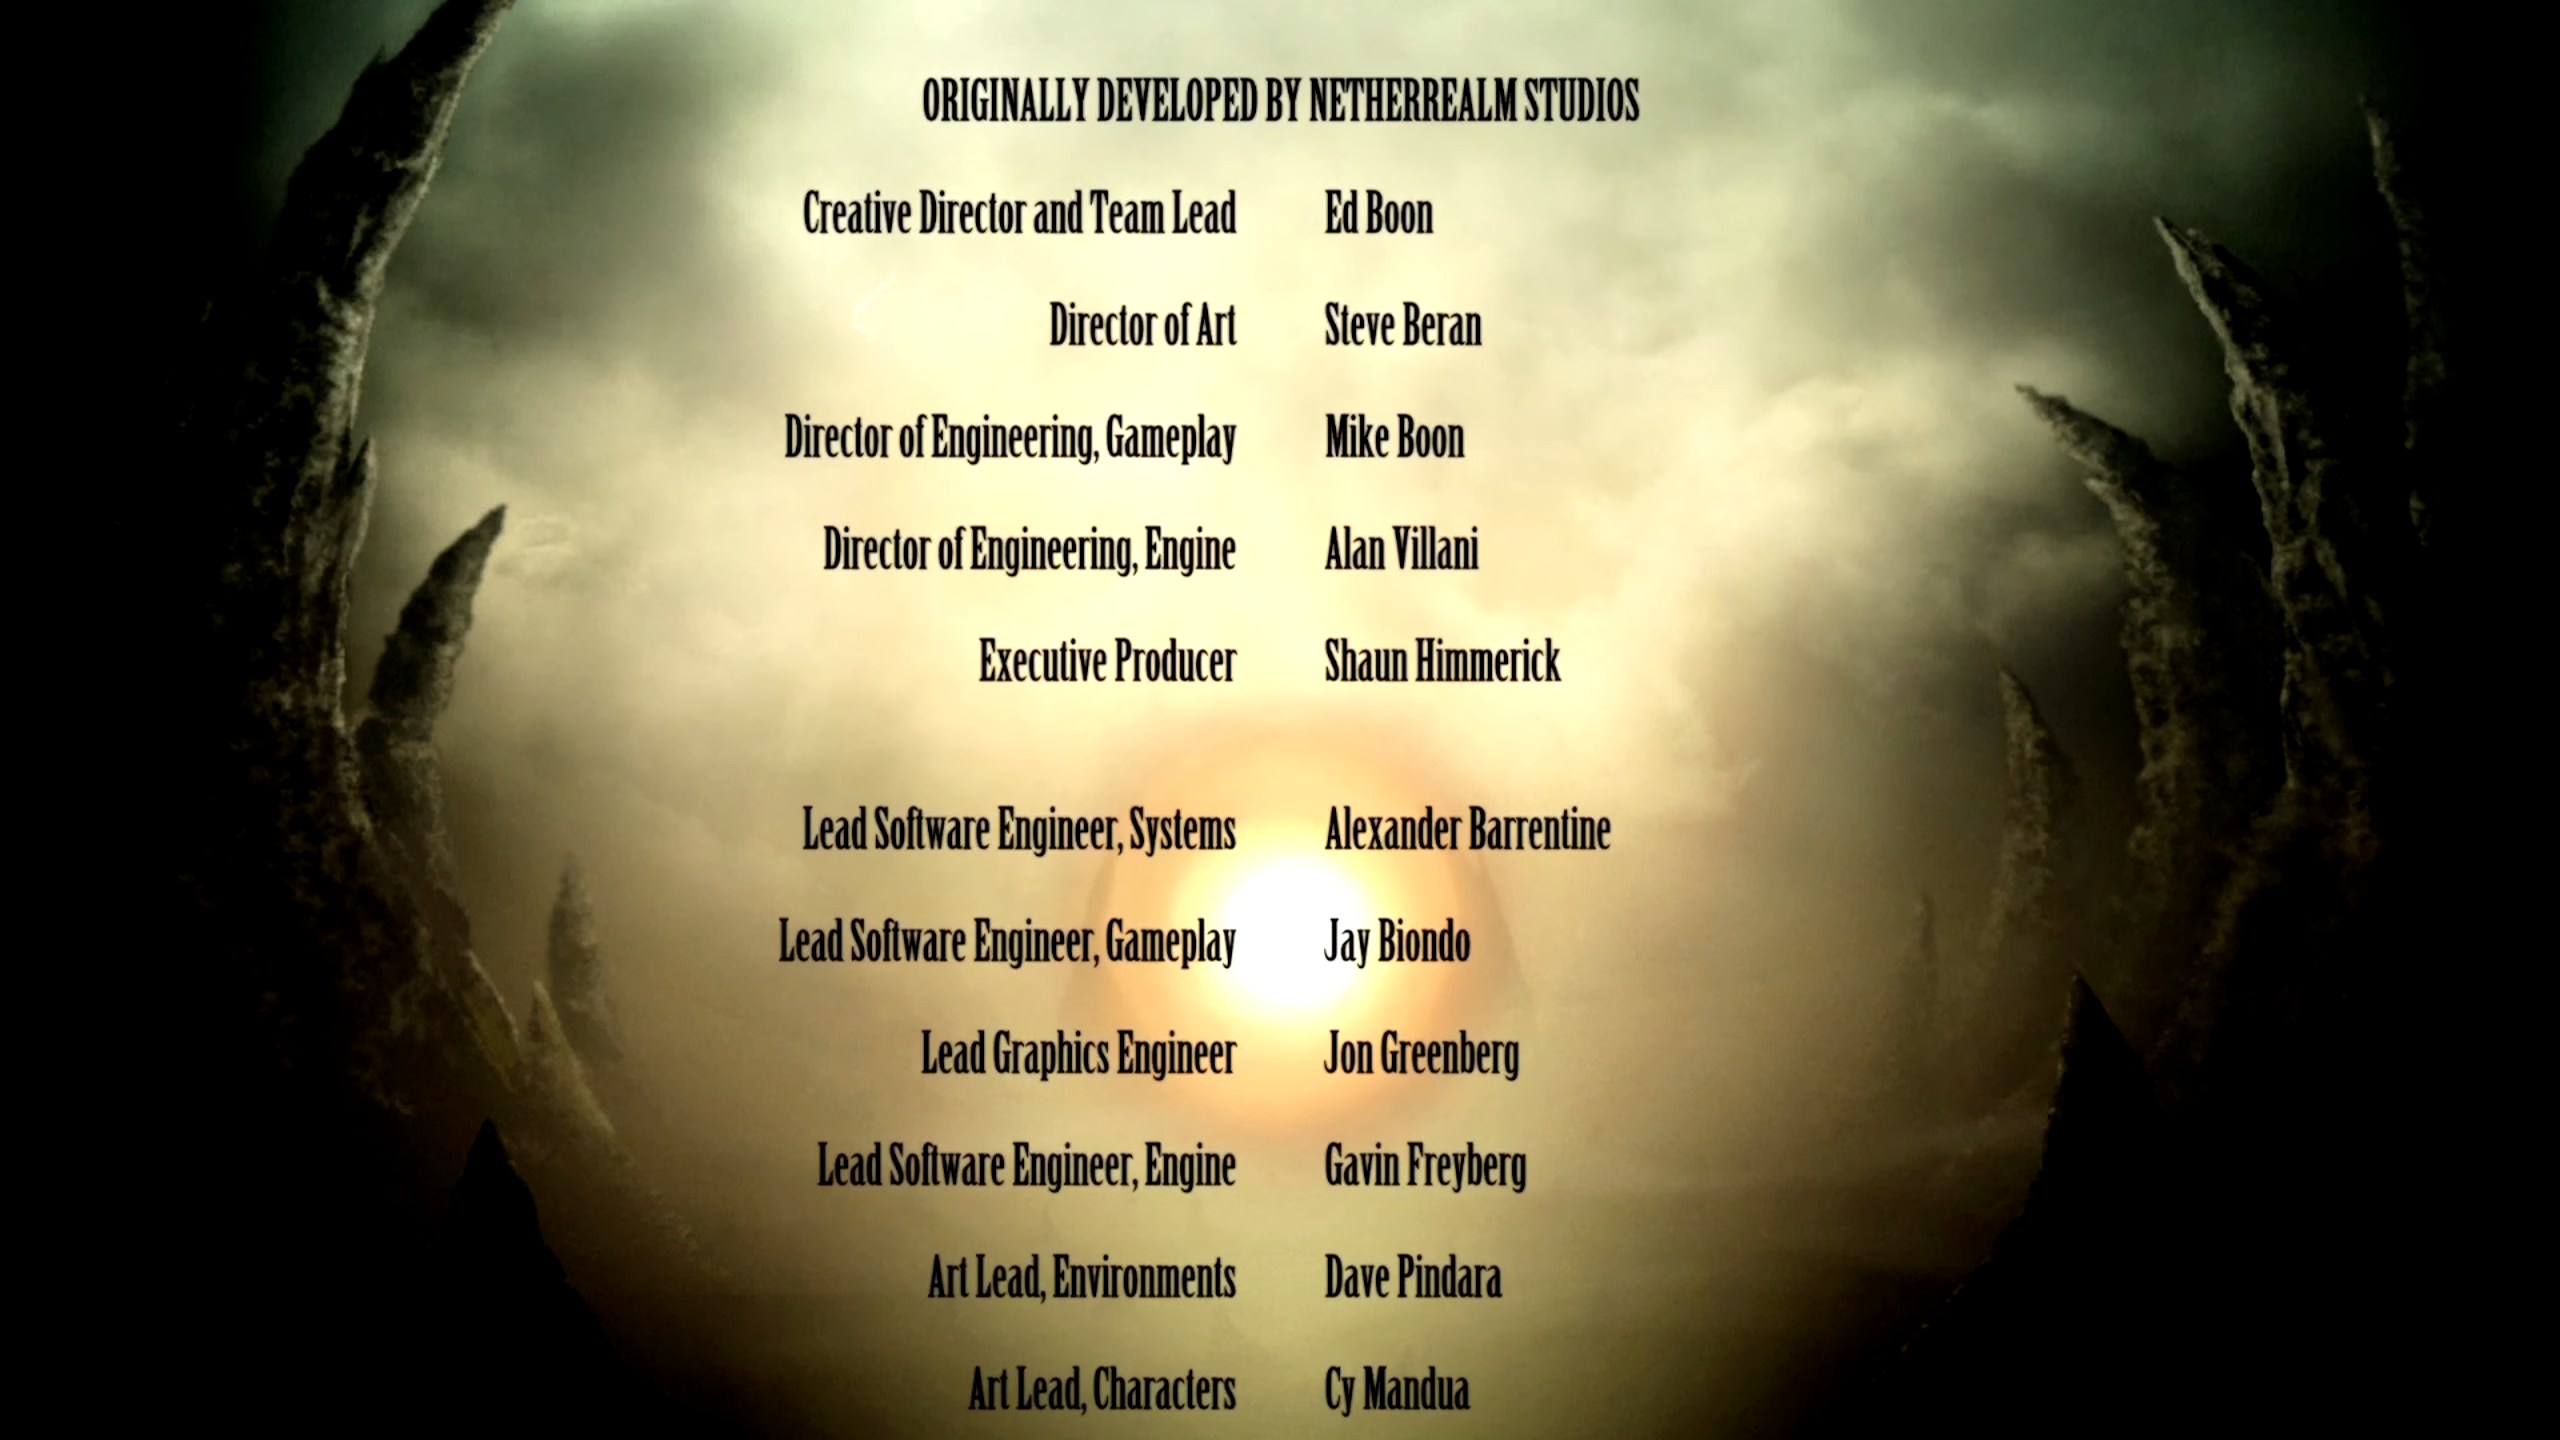 ORIGINALLY DEVELOPED BY NETHERREALM STUDIOS
Creative Director and Team Lead Ed Boon
Director of Art Steve Beran
Director of Engineering, Gameplay Mike Boon
Director of Engineering, Engine Alan Villani
Executive Producer Shaun Himmerick
Lead Software Engineer, Systems Alexander Barrentine
Lead Software Engineer, Gameplay Jay Biondo
Lead Graphics Engineer Jon Greenberg
Lead Software Engineer, Engine Gavin Freyberg
Art Lead, Environments Dave Pindara
Art Lead, Characters Cy Mandua